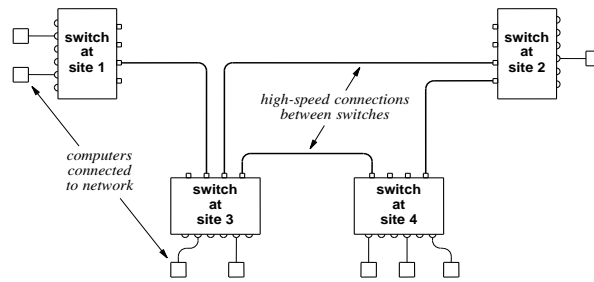 switch
at
site 1
switch
at
site 2
high-speed connections
between switches
computers
connected
to network
switch
at
site 3
switch
at
site 4